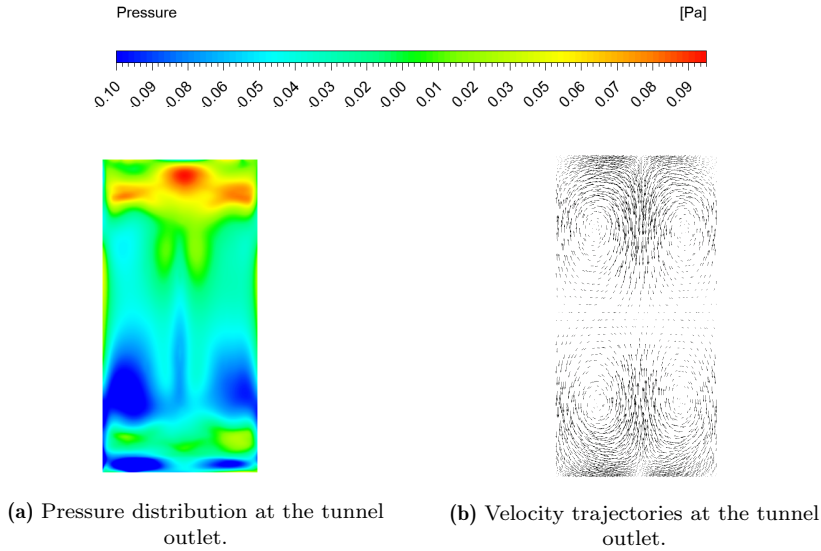 Pressure [Pa]
-0.10 -0.09 -0.08 -0.06 -0.05 -0.04 -0.03 -0.02 -0.00 0.01 0.02 0.03 0.05 0.06 0.07 0.08 0.09
(a) Pressure distribution at the tunnel
outlet.
(b) Velocity trajectories at the tunnel
outlet.